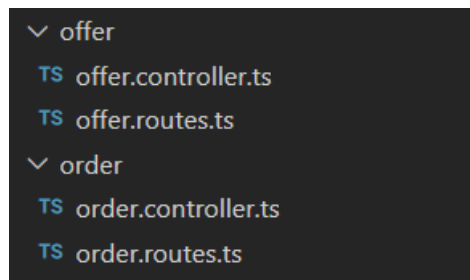 offer
TS offer.controller.ts
TS offer.routes.ts
order
TS order.controller.ts
TS order.routes.ts